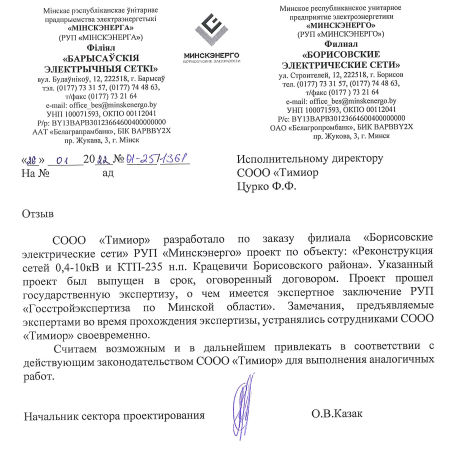 Мінскае рэспубліканскае ўнітарнае
прадпрыемства электраэнергетыкі
«МІНСКЭНЕРГА»
(РУП «МІНСКЭНЕРГА»)
Філіял
«БАРЫСАЎСКІЯ
ЭЛЕКТРЫЧНЫЯ СЕТКІ»
вул. Будаўнікоў, 12, 222518, г. Барысаў
тэл. (0177) 73 31 57, (0177) 74 48 63,
т/факс (0177) 73 21 64
e-mail: office_bes@minskenergo.by
УНП 100071593, ОКПО 00112041
Р/р: BY13BAPB30123664600400000000
ААТ «Белаграпрамбанк», БІК BAPBBY2X
пр. Жукава, 3, г. Мінск
МИНСКЭНЕРГО
Минское республиканское унитарное
предприятие электроэнергетики
«МИНСКЭНЕРГО»
(РУП «МИНСКЭНЕРГО»)
Филиал
«БОРИСОВСКИЕ
ЭЛЕКТРИЧЕСКИЕ СЕТИ»
ул. Строителей, 12, 222518, г. Борисов
тел. (0177) 73 31 57, (0177) 74 48 63,
т/факс (0177) 73 21 64
e-mail: office_bes@minskenergo.by
УНП 100071593, ОКПО 00112041
Р/с: BY13BAPB30123664600400000000
ОАО «Белагропромбанк», БИК BAPBBY2X
пр. Жукова, 3, г. Минск
«28» 01 2022 №
На № ад
Исполнительному директору
СООО «Тимиор
Цурко Ф.Ф.
Отзыв
СООО «Тимиор» разработало по заказу филиала «Борисовские
электрические сети» РУП «Минскэнерго» проект по объекту: «Реконструкция
сетей 0,4-10кВ и КТП-235 н.п. Крацевичи Борисовского района». Указанный
проект был выпущен в срок, оговоренный договором. Проект прошел
государственную экспертизу, о чем имеется экспертное заключение РУП
«Госстройэкспертиза по Минской области». Замечания, предъявляемые
экспертами во время прохождения экспертизы, устранялись сотрудниками СООО
«Тимиор» своевременно.
Считаем возможным и в дальнейшем привлекать в соответствии с
действующим законодательством СООО «Тимиор» для выполнения аналогичных
работ.
Начальник сектора проектирования О.В.Казак